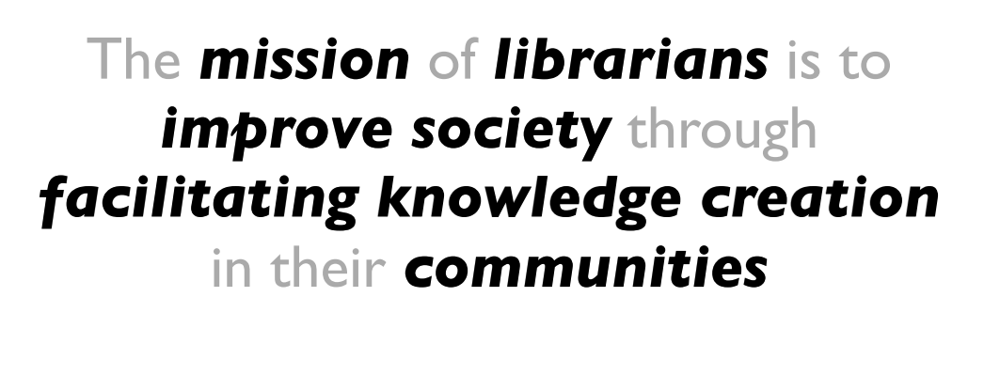 The mission of librarians is to
improve society through
facilitating knowledge creation
in their communities